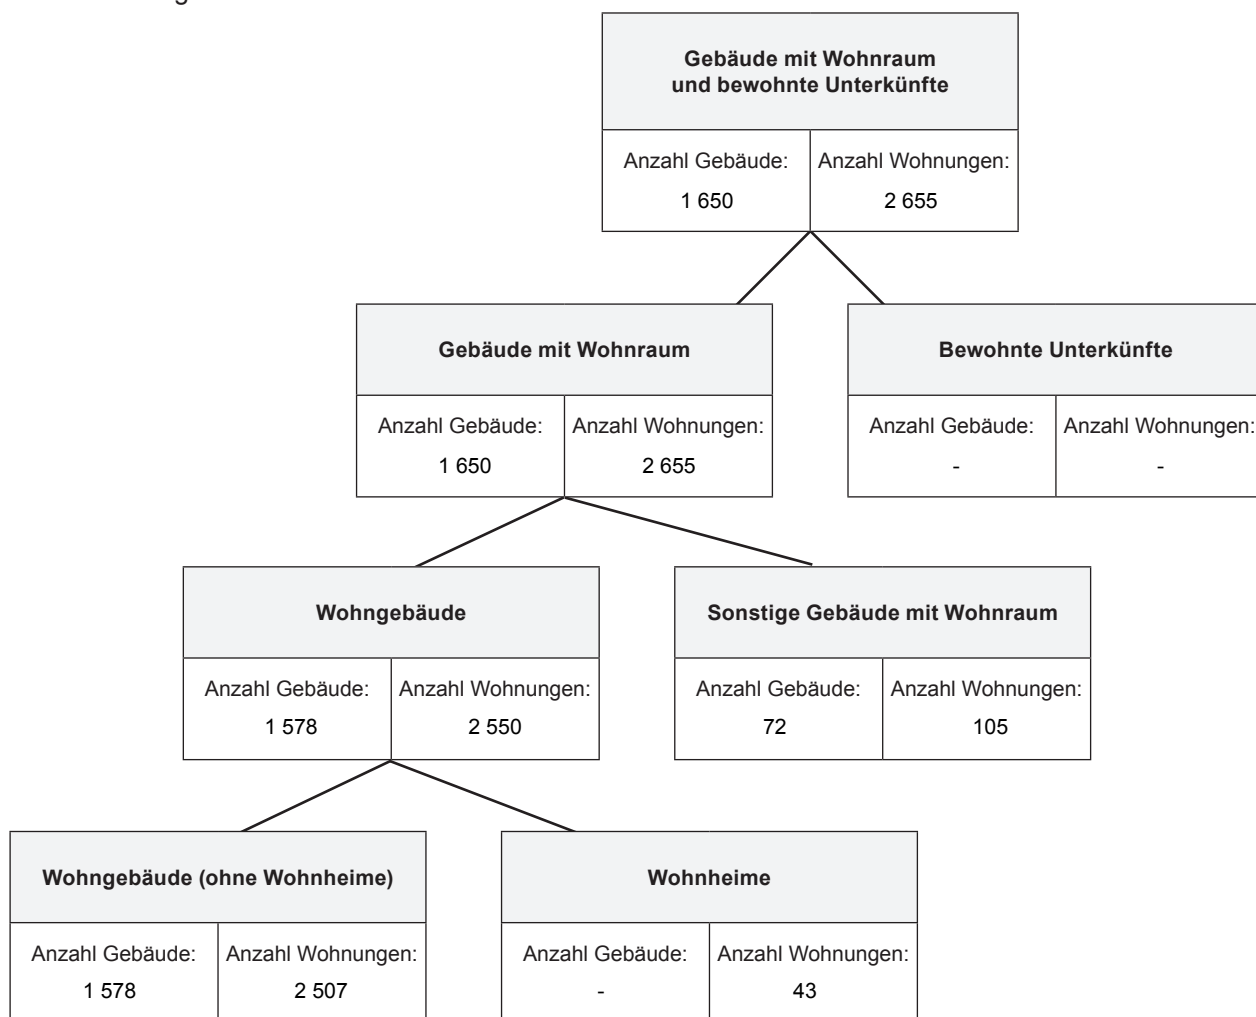 Gebäude mit Wohnraum
und bewohnte Unterkünfte
Anzahl Gebäude: Anzahl Wohnungen:
1 650 2 655
Gebäude mit Wohnraum
Anzahl Gebäude: Anzahl Wohnungen:
1 650 2 655
Bewohnte Unterkünfte
Anzahl Gebäude: Anzahl Wohnungen:
- -
Wohngebäude
Anzahl Gebäude: Anzahl Wohnungen:
1 578 2 550
Sonstige Gebäude mit Wohnraum
Anzahl Gebäude: Anzahl Wohnungen:
72 105
Wohngebäude (ohne Wohnheime)
Anzahl Gebäude: Anzahl Wohnungen:
1 578 2 507
Wohnheime
Anzahl Gebäude: Anzahl Wohnungen:
- 43